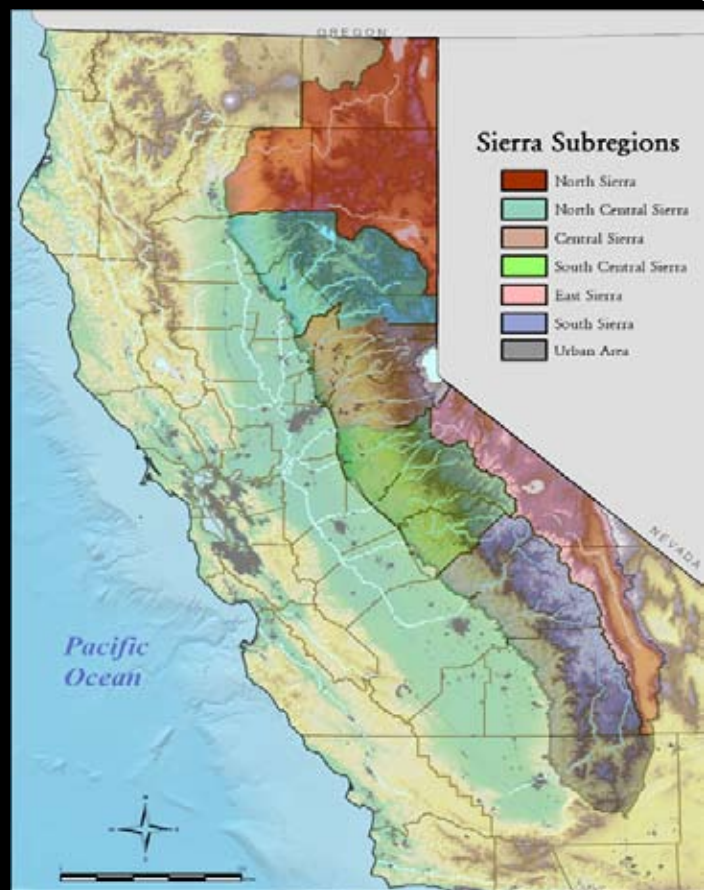 OREGON
Sierra Subregions
North Sierra
North Central Sierra
Central Sierra
South Central Sierra
East Sierra
South Sierra
Urban Area
NEVADA
Pacific
Ocean